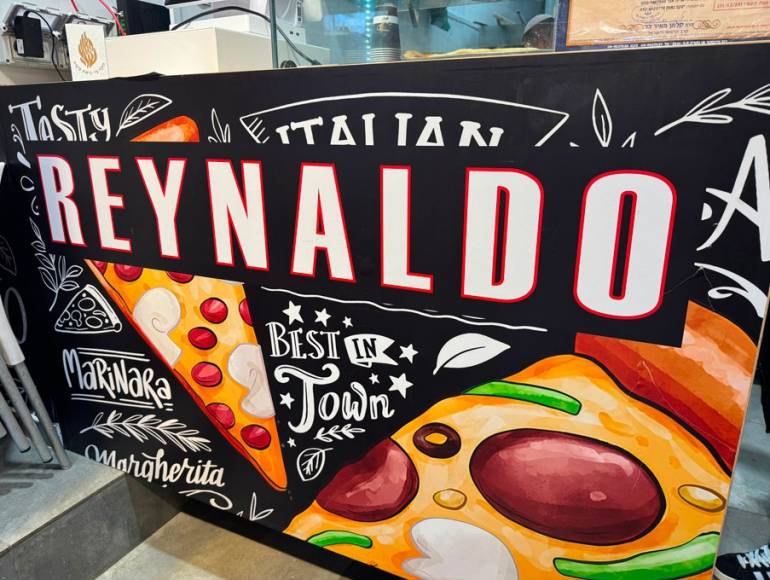 Tasty
ITALIAN
REYNALDO
BEST IN
Town
MARINARA
Margherita